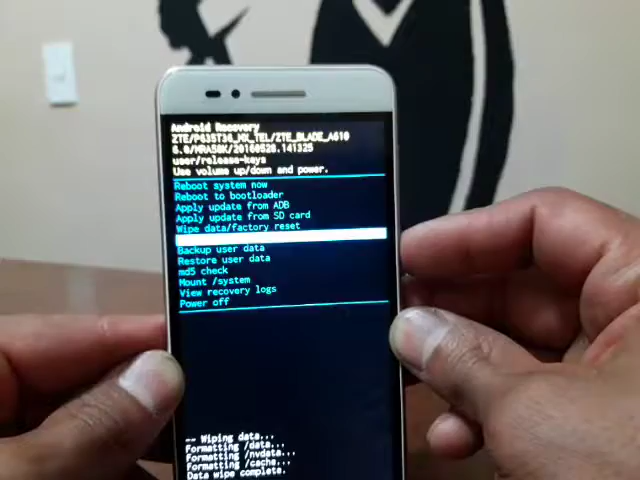 Android Recovery
ZTE/P635T36_MX_TEL/ZTE_BLADE_A610
6.0/MRA58K/20160528.141325
user/release-keys
Use volume up/down and power.
Reboot system now
Reboot to bootloader
Apply update from ADB
Apply update from SD card
Wipe data/factory reset
Backup user data
Restore user data
md5 check
Mount /system
View recovery logs
Power off
-- Wiping data...
Formatting /data...
Formatting /nvdata...
Formatting /cache...
Data wipe complete.